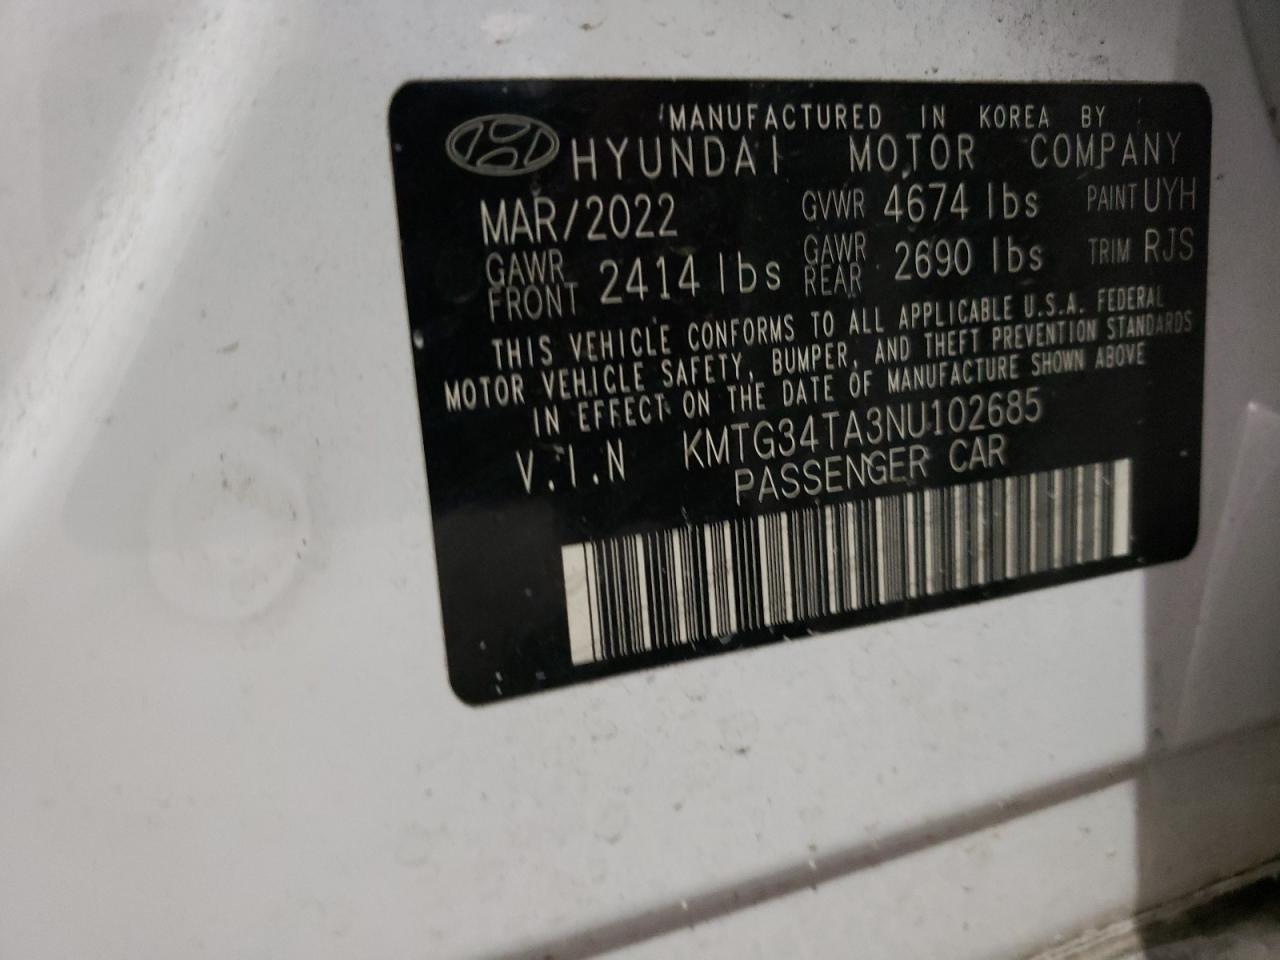 MANUFACTURED IN KOREA BY
HYUNDAI MOTOR COMPANY
MAR/2022 GVWR 4674 lbs PAINT UYH
GAWR FRONT 2414 lbs GAWR REAR 2690 lbs TRIM RJS
THIS VEHICLE CONFORMS TO ALL APPLICABLE U.S.A. FEDERAL
MOTOR VEHICLE SAFETY, BUMPER, AND THEFT PREVENTION STANDARDS
IN EFFECT ON THE DATE OF MANUFACTURE SHOWN ABOVE
V.I.N KMTG34TA3NU102685
PASSENGER CAR